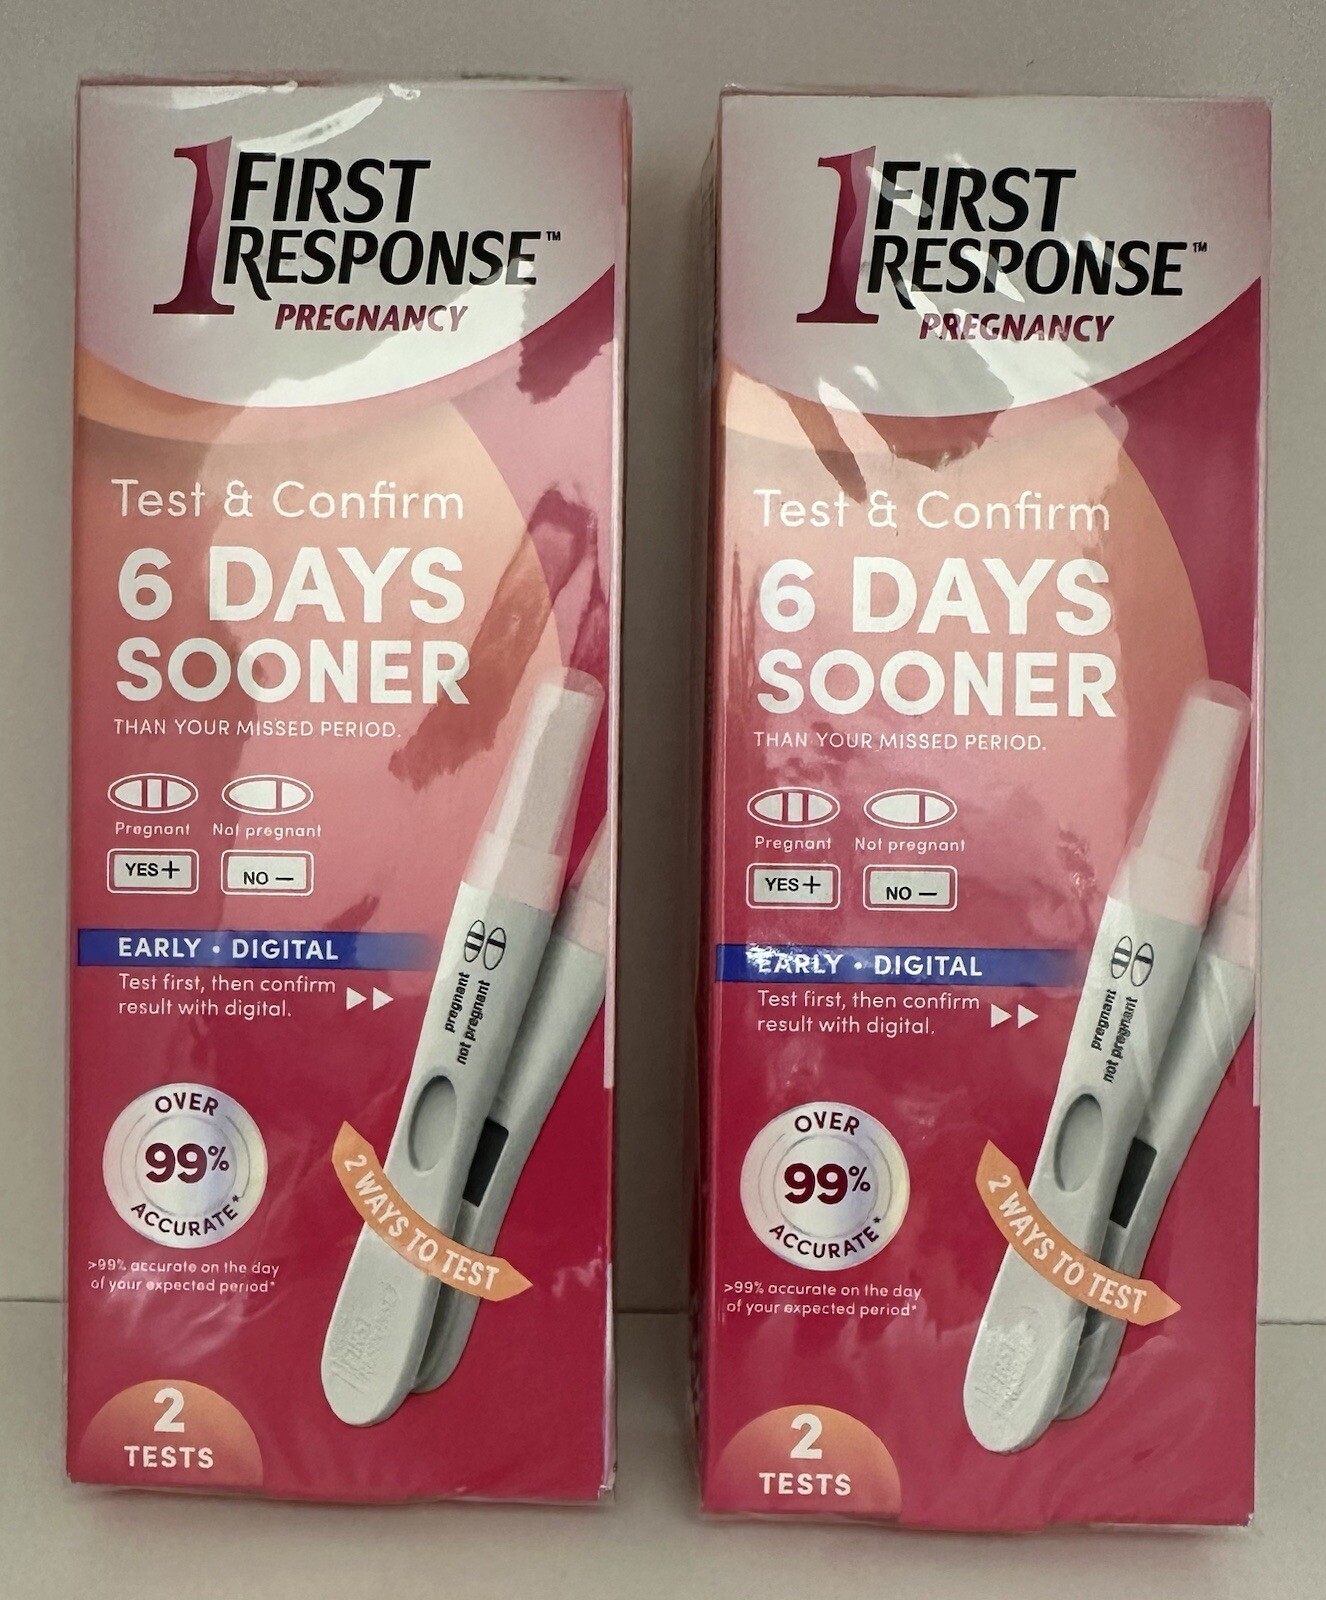 1 FIRST
RESPONSE™
PREGNANCY
Test & Confirm
6 DAYS
SOONER
THAN YOUR MISSED PERIOD.
Pregnant Not pregnant
YES+ NO –
EARLY • DIGITAL
Test first, then confirm
result with digital.
pregnant
not pregnant
OVER
99%
ACCURATE*
>99% accurate on the day
of your expected period*
2 WAYS TO TEST
2
TESTS
1 FIRST
RESPONSE™
PREGNANCY
Test & Confirm
6 DAYS
SOONER
THAN YOUR MISSED PERIOD.
Pregnant Not pregnant
YES+ NO –
EARLY • DIGITAL
Test first, then confirm
result with digital.
pregnant
not pregnant
OVER
99%
ACCURATE*
>99% accurate on the day
of your expected period*
2 WAYS TO TEST
2
TESTS